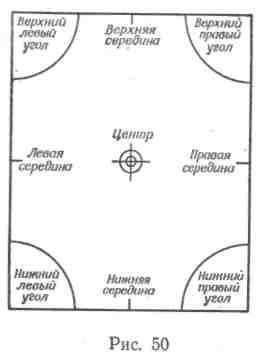 Верхний
левый
угол
Верхняя
середина
Верхний
правый
угол
Центр
Левая
середина
Правая
середина
Нижний
левый
угол
Нижняя
середина
Нижний
правый
угол
Рис. 50